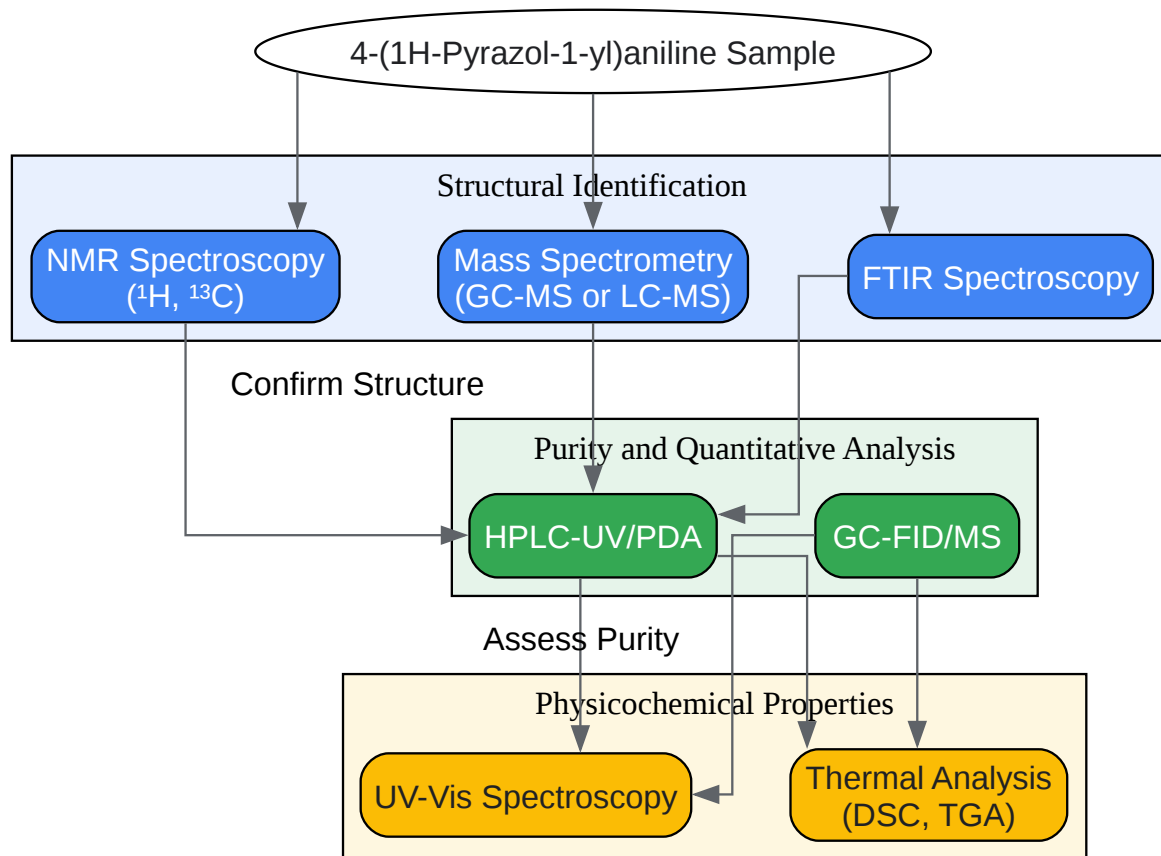 4-(1H-Pyrazol-1-yl)aniline Sample
Structural Identification
NMR Spectroscopy
(¹H, ¹³C)
Mass Spectrometry
(GC-MS or LC-MS)
FTIR Spectroscopy
Confirm Structure
Purity and Quantitative Analysis
HPLC-UV/PDA
GC-FID/MS
Assess Purity
Physicochemical Properties
UV-Vis Spectroscopy
Thermal Analysis
(DSC, TGA)